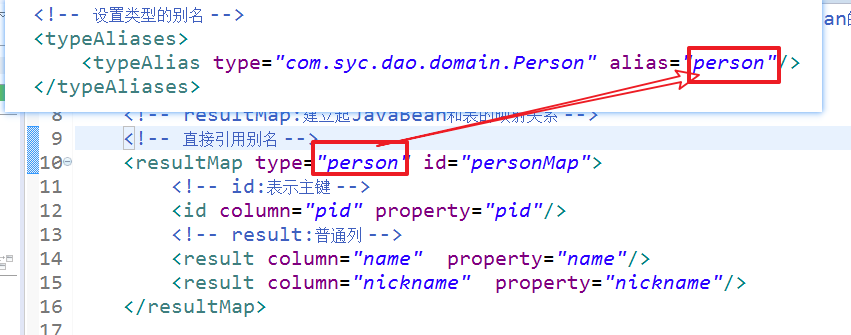 <!-- 设置类型的别名 -->
<typeAliases>
<typeAlias type="com.syc.dao.domain.Person" alias="person"/>
</typeAliases>
8 <!-- resultMap:建立起JavaBean和表的映射关系 -->
9 <!-- 直接引用别名 -->
10 <resultMap type="person" id="personMap">
11 <!-- id:表示主键 -->
12 <id column="pid" property="pid"/>
13 <!-- result:普通列 -->
14 <result column="name" property="name"/>
15 <result column="nickname" property="nickname"/>
16 </resultMap>
17